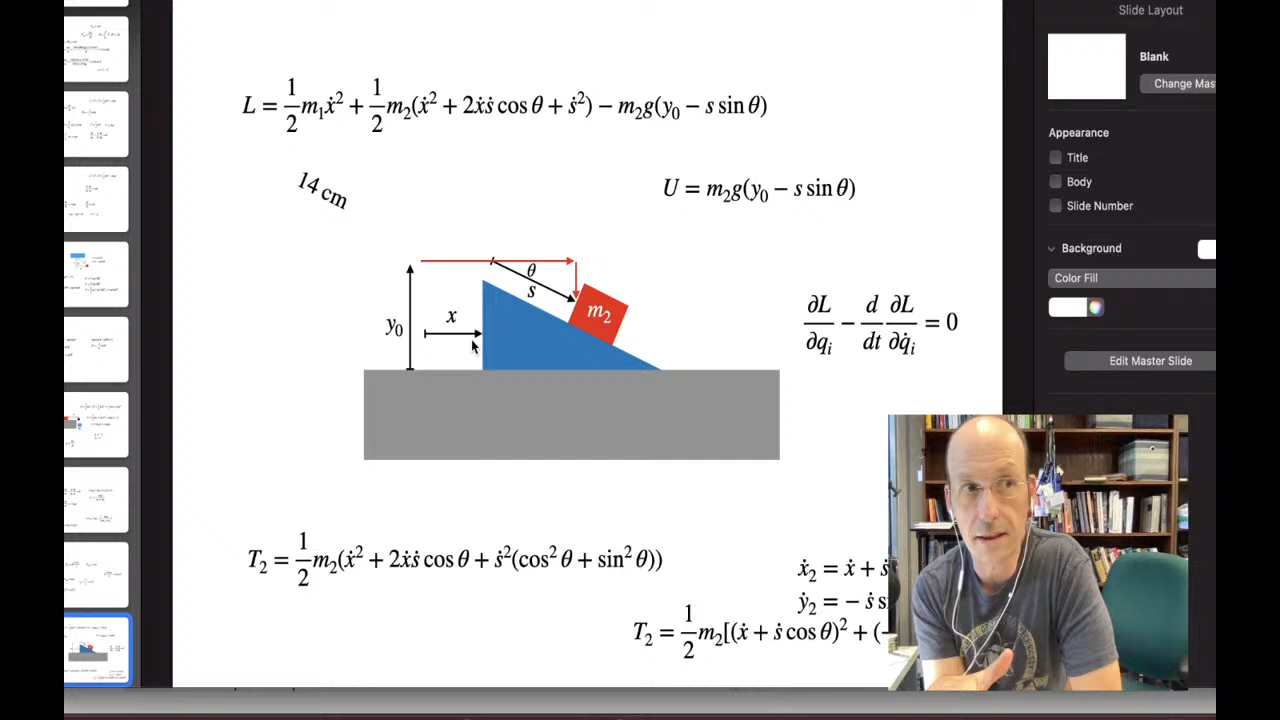 Slide Layout
L = 1/2 m₁ẋ² + 1/2 m₂(ẋ² + 2ẋṡ cos θ + ṡ²) − m₂g(y₀ − s sin θ)
Blank
Change Mas
Appearance
Title
Body
Slide Number
14 cm
U = m₂g(y₀ − s sin θ)
Background
Color Fill
θ
s
m₂
x
y₀
∂L/∂qᵢ − d/dt ∂L/∂q̇ᵢ = 0
Edit Master Slide
T₂ = 1/2 m₂(ẋ² + 2ẋṡ cos θ + ṡ²(cos² θ + sin² θ))
ẋ₂ = ẋ + ṡ
ẏ₂ = − ṡ s
T₂ = 1/2 m₂[(ẋ + ṡ cos θ)² + (−